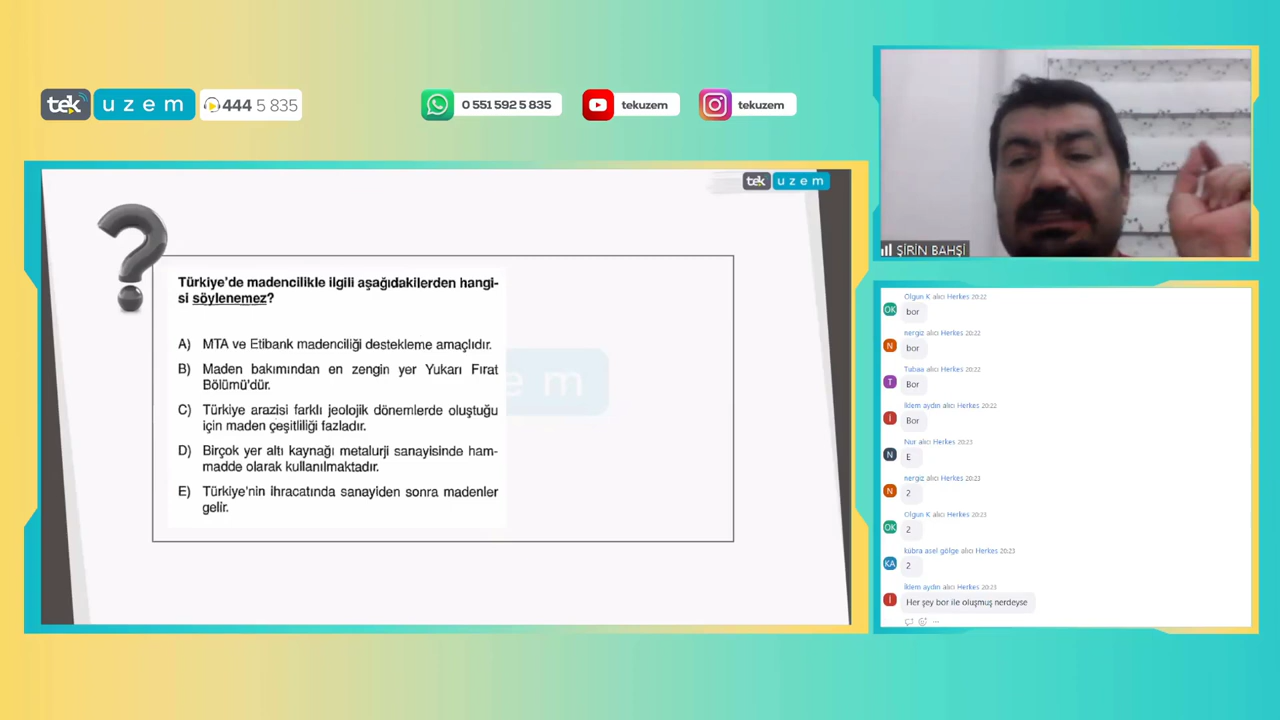 tek uzem 444 5 835
0 551 592 5 835
tekuzem
tekuzem
tek uzem
Türkiye'de madencilikle ilgili aşağıdakilerden hangi-
si söylenemez?
A) MTA ve Etibank madenciliği destekleme amaçlıdır.
B) Maden bakımından en zengin yer Yukarı Fırat
Bölümü'dür.
C) Türkiye arazisi farklı jeolojik dönemlerde oluştuğu
için maden çeşitliliği fazladır.
D) Birçok yer altı kaynağı metalurji sanayisinde ham-
madde olarak kullanılmaktadır.
E) Türkiye'nin ihracatında sanayiden sonra madenler
gelir.
e m
ŞİRİN BAHŞİ
Olgun K alıcı Herkes 20:22
OK
bor
nergiz alıcı Herkes 20:22
N
bor
Tubaa alıcı Herkes 20:22
T
Bor
İklem aydın alıcı Herkes 20:22
İ
Bor
Nur alıcı Herkes 20:23
N
E
nergiz alıcı Herkes 20:23
N
2
Olgun K alıcı Herkes 20:23
OK
2
kübra asel gölge alıcı Herkes 20:23
KA
2
İklem aydın alıcı Herkes 20:23
İ
Her şey bor ile oluşmuş nerdeyse